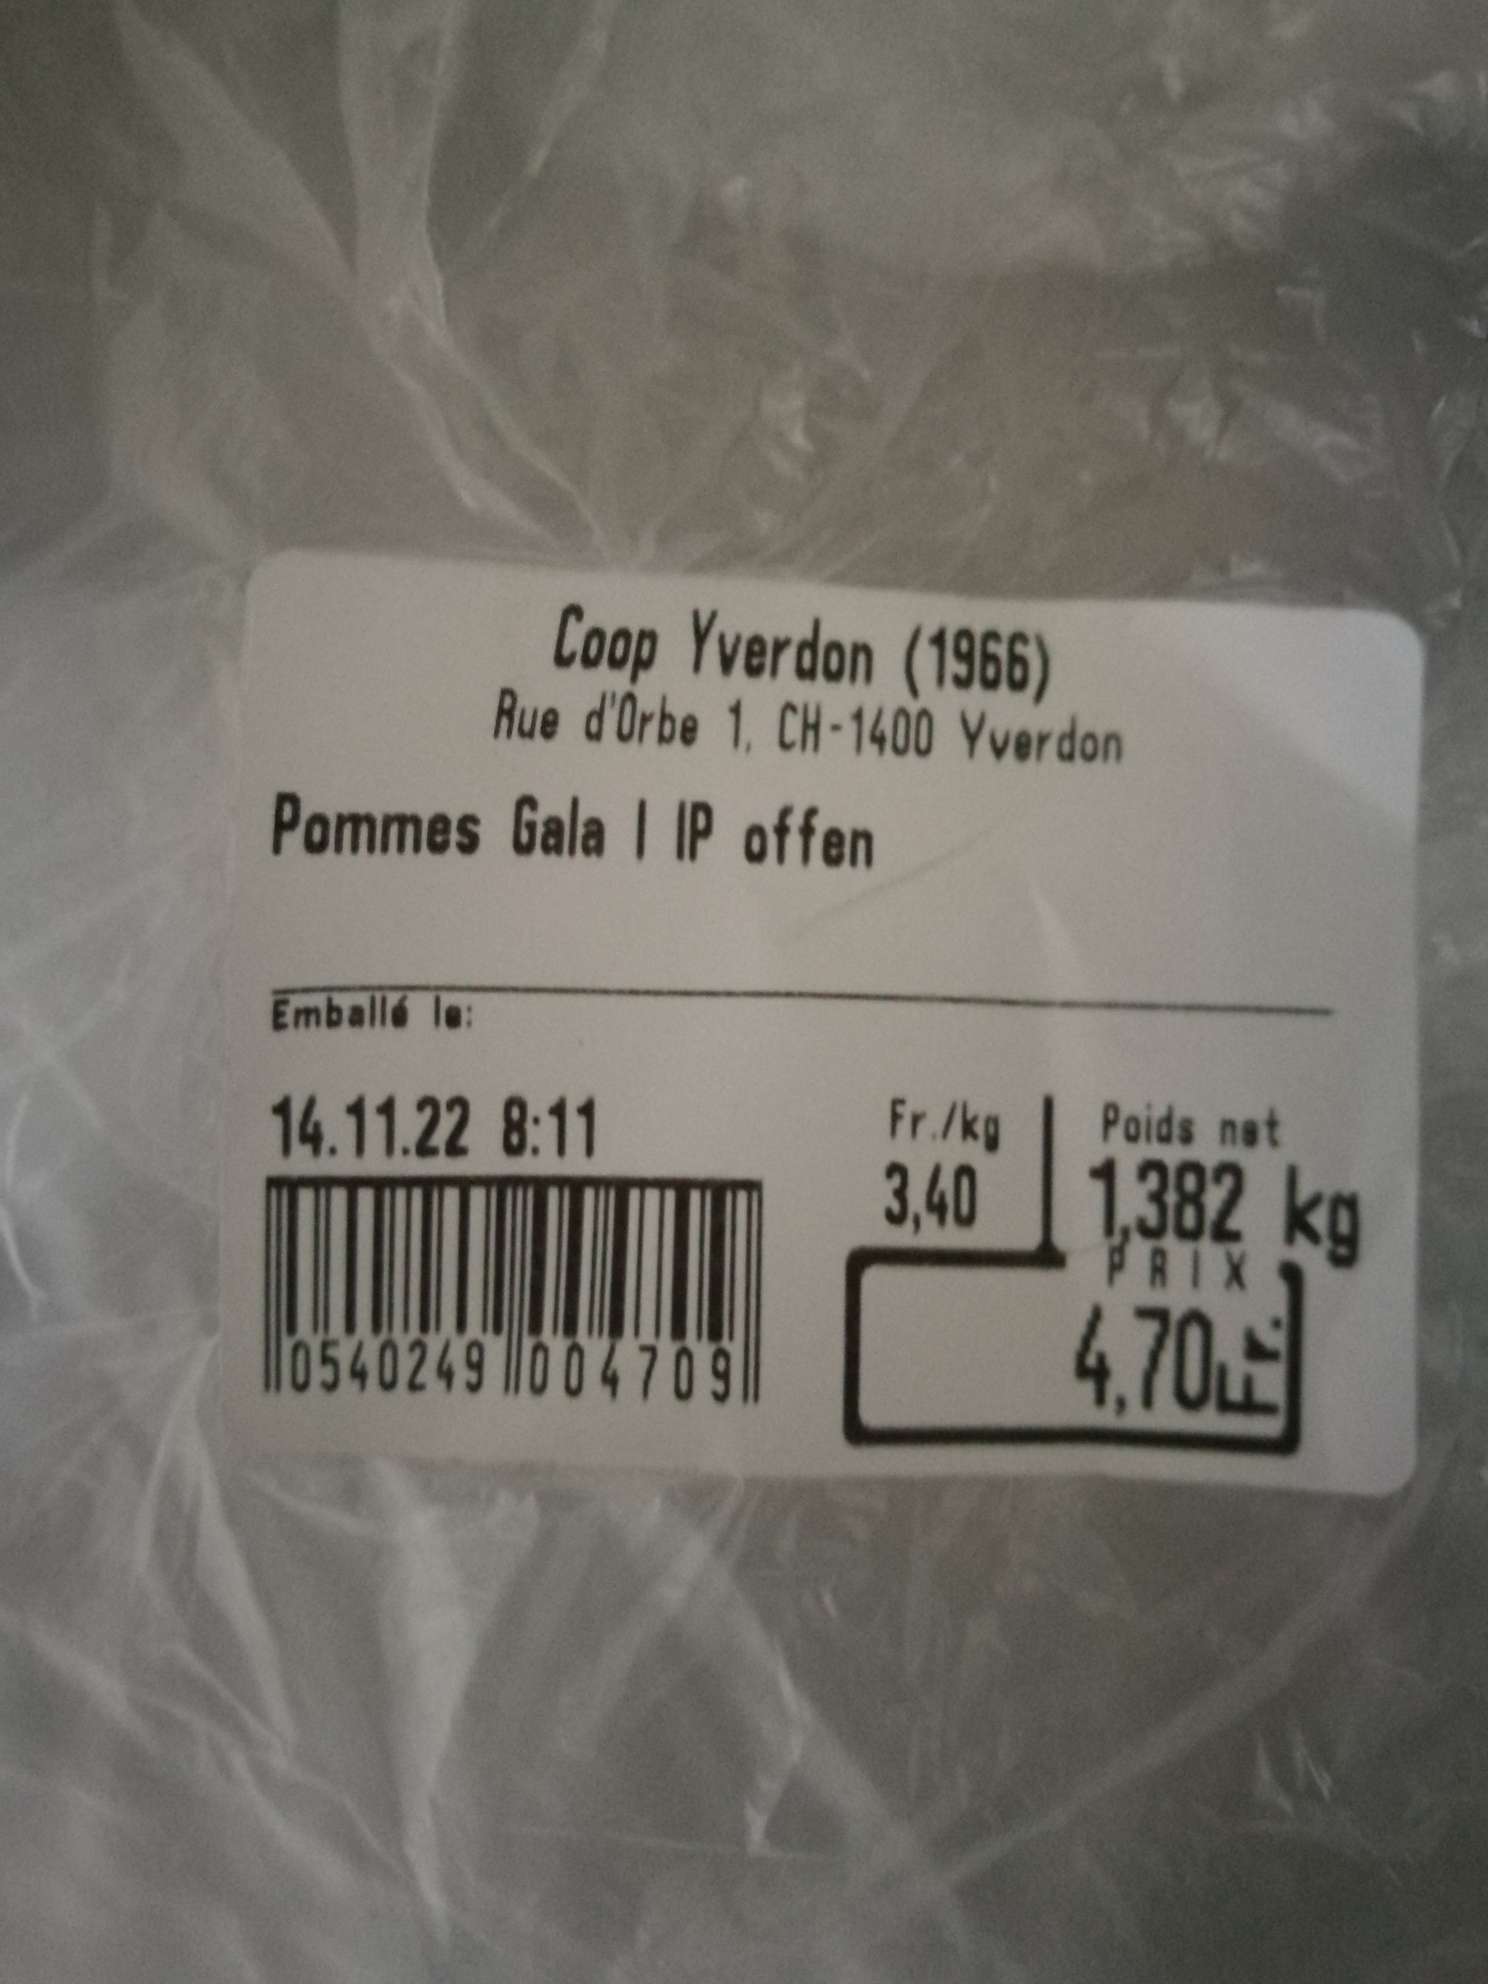 Coop Yverdon (1966)
Rue d'Orbe 1, CH-1400 Yverdon
Pommes Gala I IP offen
Emballé le:
14.11.22 8:11
Fr./kg
3,40
Poids net
1,382 kg
PRIX
4,70 Fr.
0540249 004709